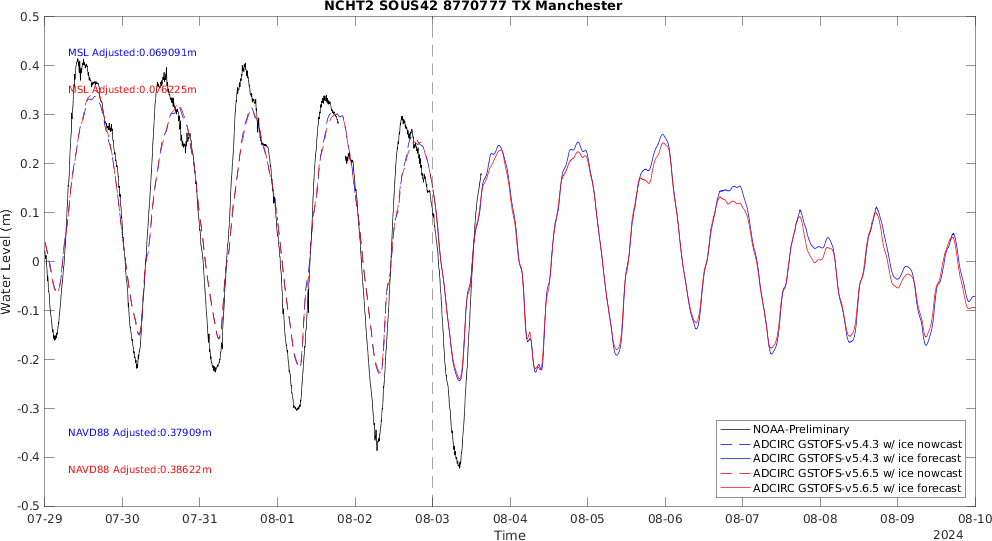 NCHT2 SOUS42 8770777 TX Manchester
0.5
0.4
0.3
0.2
0.1
0
-0.1
-0.2
-0.3
-0.4
-0.5
Water Level (m)
MSL Adjusted:0.069091m
MSL Adjusted:0.076225m
NAVD88 Adjusted:0.37909m
NAVD88 Adjusted:0.38622m
NOAA-Preliminary
ADCIRC GSTOFS-v5.4.3 w/ ice nowcast
ADCIRC GSTOFS-v5.4.3 w/ ice forecast
ADCIRC GSTOFS-v5.6.5 w/ ice nowcast
ADCIRC GSTOFS-v5.6.5 w/ ice forecast
07-29 07-30 07-31 08-01 08-02 08-03 08-04 08-05 08-06 08-07 08-08 08-09 08-10
Time
2024